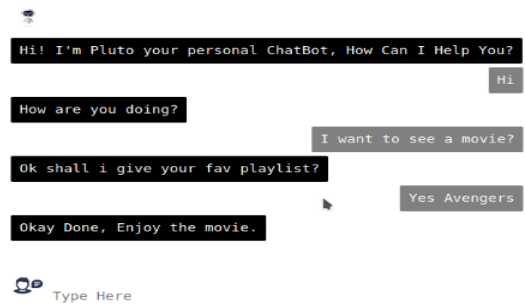 Hi! I'm Pluto your personal ChatBot, How Can I Help You?
Hi
How are you doing?
I want to see a movie?
Ok shall i give your fav playlist?
Yes Avengers
Okay Done, Enjoy the movie.
Type Here